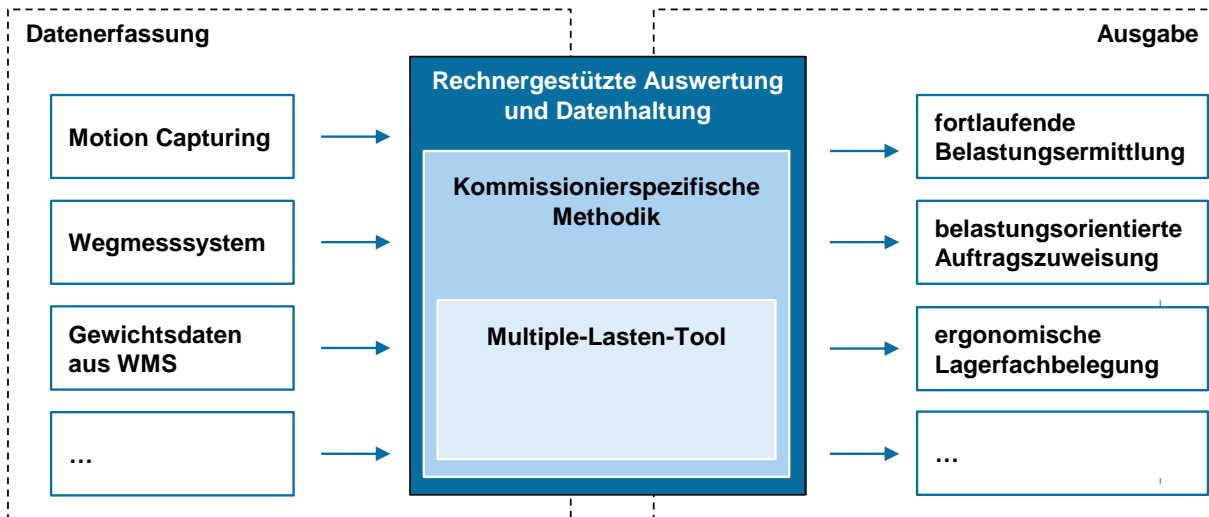 Datenerfassung
Motion Capturing
Wegmesssystem
Gewichtsdaten
aus WMS
…
Rechnergestützte Auswertung
und Datenhaltung
Kommissionierspezifische
Methodik
Multiple-Lasten-Tool
Ausgabe
fortlaufende
Belastungsermittlung
belastungsorientierte
Auftragszuweisung
ergonomische
Lagerfachbelegung
…